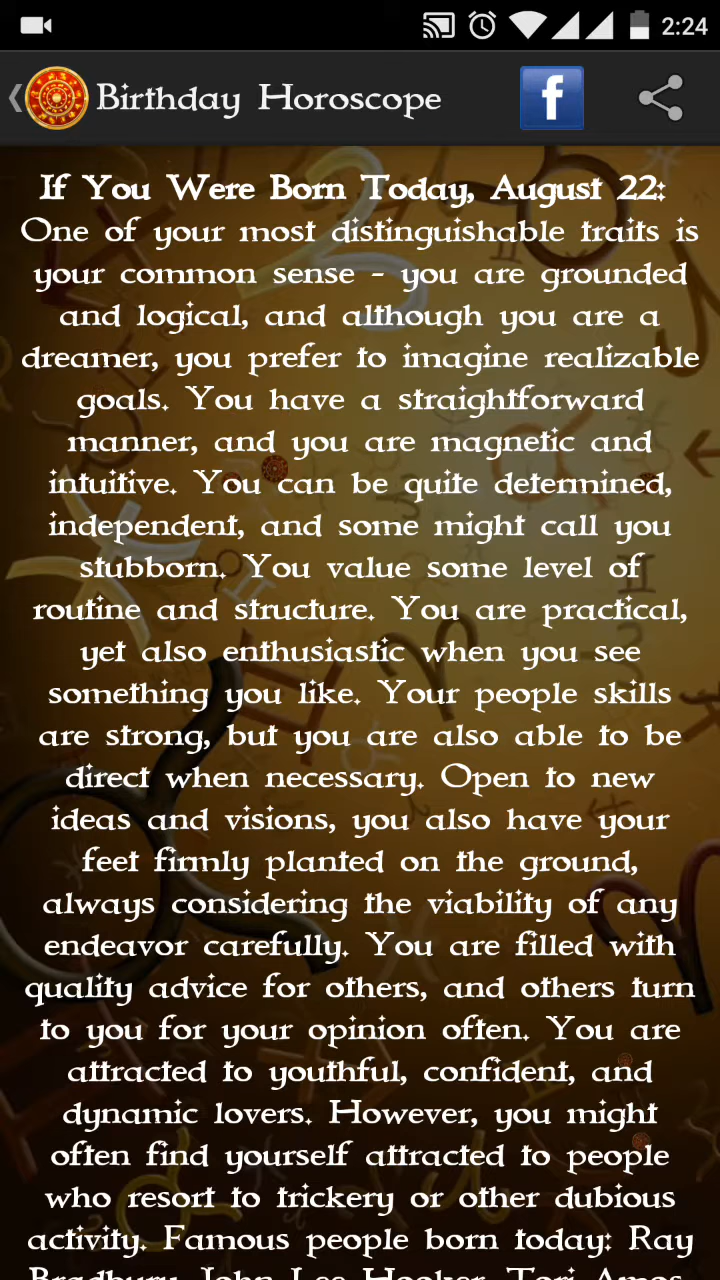 2:24
Birthday Horoscope
f
If You Were Born Today, August 22:
One of your most distinguishable traits is
your common sense - you are grounded
and logical, and although you are a
dreamer, you prefer to imagine realizable
goals. You have a straightforward
manner, and you are magnetic and
intuitive. You can be quite determined,
independent, and some might call you
stubborn. You value some level of
routine and structure. You are practical,
yet also enthusiastic when you see
something you like. Your people skills
are strong, but you are also able to be
direct when necessary. Open to new
ideas and visions, you also have your
feet firmly planted on the ground,
always considering the viability of any
endeavor carefully. You are filled with
quality advice for others, and others turn
to you for your opinion often. You are
attracted to youthful, confident, and
dynamic lovers. However, you might
often find yourself attracted to people
who resort to trickery or other dubious
activity. Famous people born today: Ray
Bradbury, John Lee Hooker, Tori Amos,